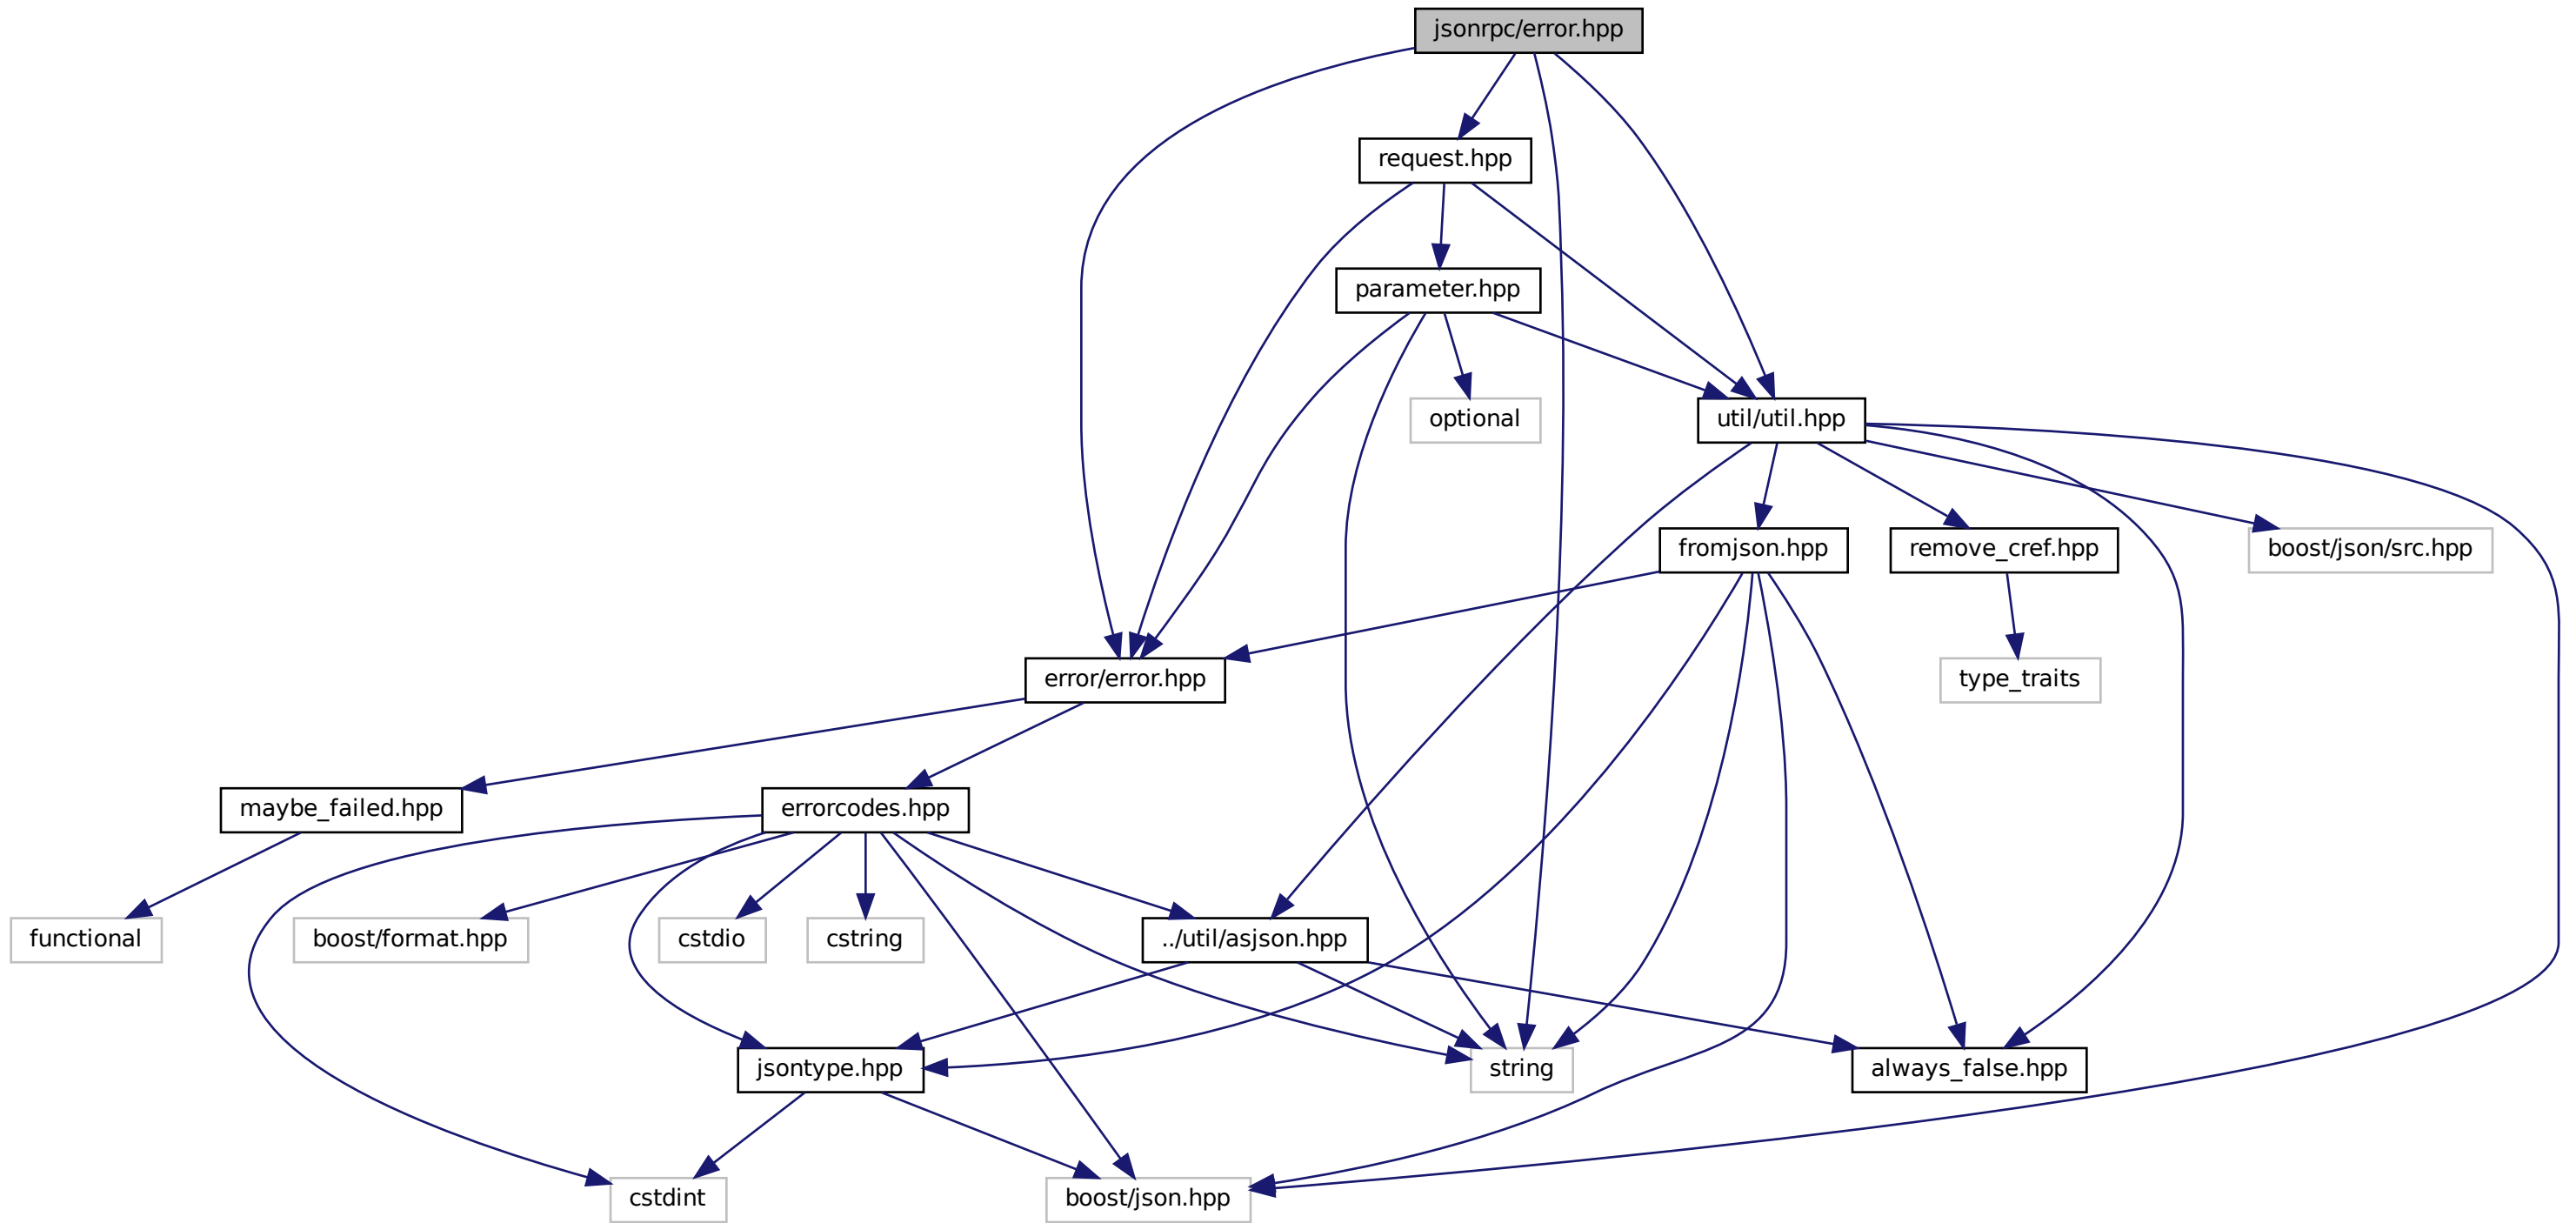 jsonrpc/error.hpp
request.hpp
parameter.hpp
optional
util/util.hpp
fromjson.hpp
remove_cref.hpp
boost/json/src.hpp
error/error.hpp
type_traits
maybe_failed.hpp
errorcodes.hpp
functional
boost/format.hpp
cstdio
cstring
../util/asjson.hpp
jsontype.hpp
string
always_false.hpp
cstdint
boost/json.hpp